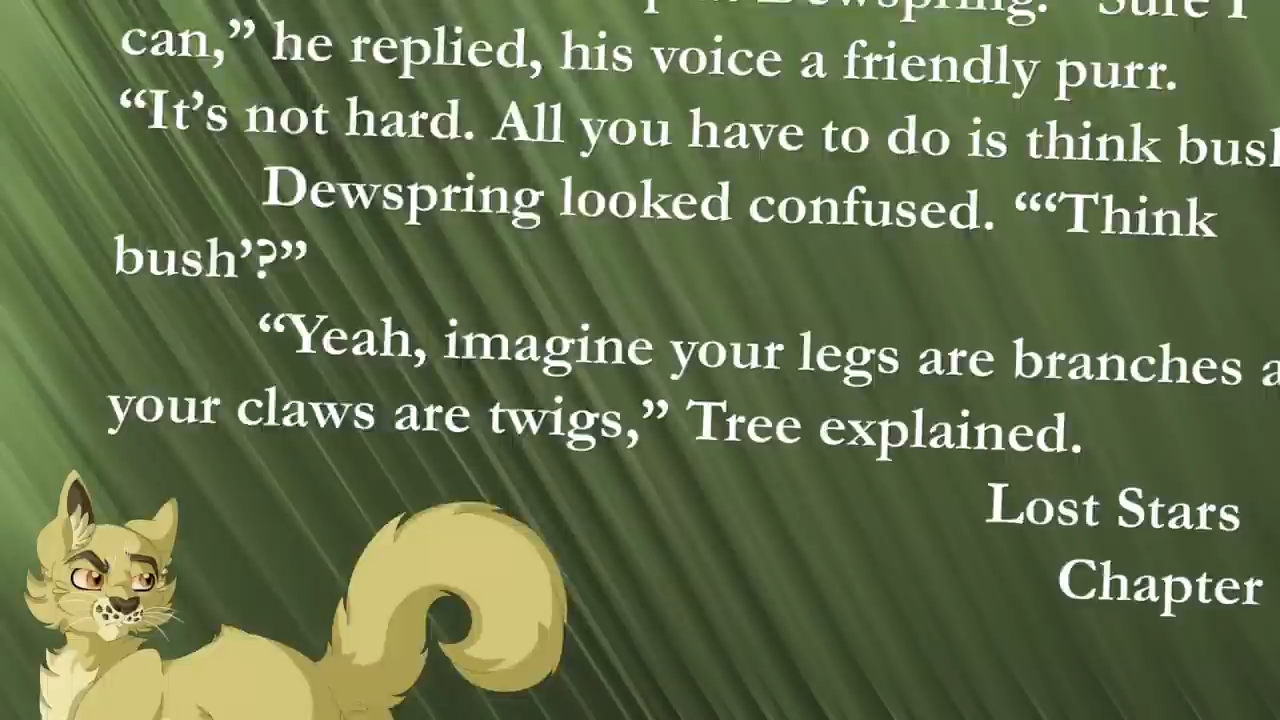 Dewspring. “Sure I
can,” he replied, his voice a friendly purr.
“It’s not hard. All you have to do is think bush
Dewspring looked confused. “‘Think
bush’?”
“Yeah, imagine your legs are branches a
your claws are twigs,” Tree explained.
Lost Stars
Chapter